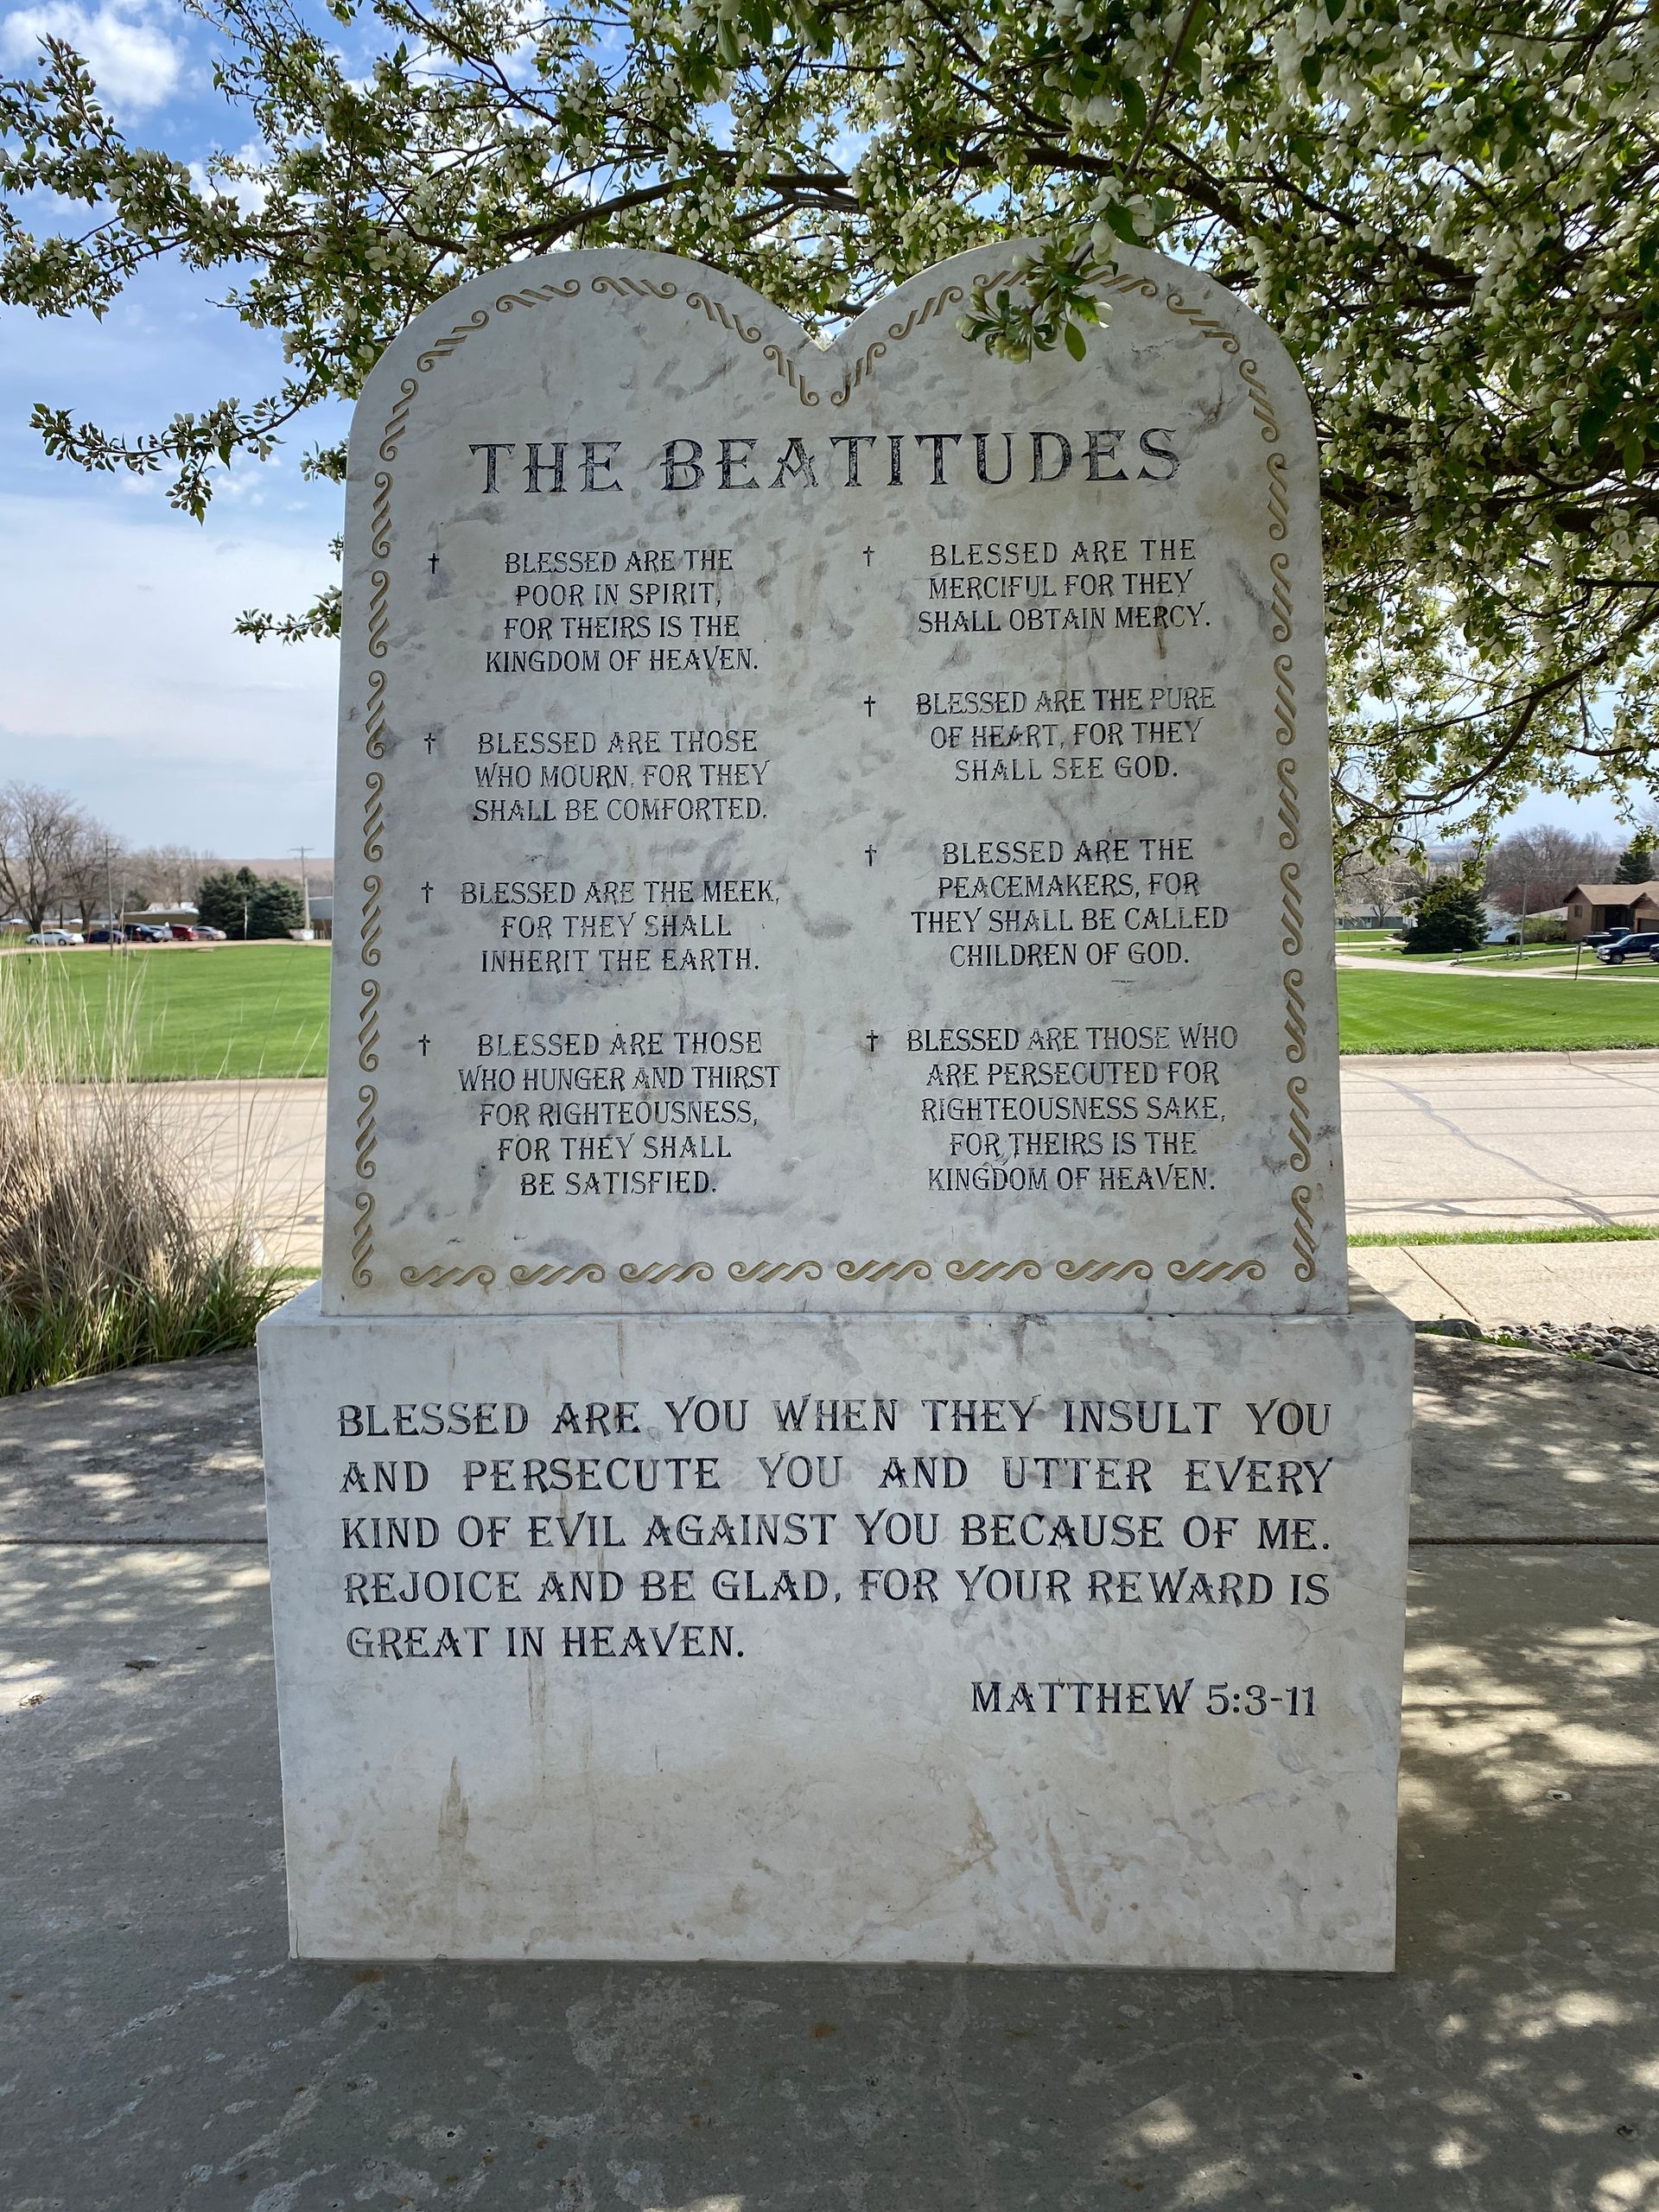 THE BEATITUDES
† BLESSED ARE THE
POOR IN SPIRIT,
FOR THEIRS IS THE
KINGDOM OF HEAVEN.
† BLESSED ARE THOSE
WHO MOURN, FOR THEY
SHALL BE COMFORTED.
† BLESSED ARE THE MEEK,
FOR THEY SHALL
INHERIT THE EARTH.
† BLESSED ARE THOSE
WHO HUNGER AND THIRST
FOR RIGHTEOUSNESS,
FOR THEY SHALL
BE SATISFIED.
† BLESSED ARE THE
MERCIFUL FOR THEY
SHALL OBTAIN MERCY.
† BLESSED ARE THE PURE
OF HEART, FOR THEY
SHALL SEE GOD.
† BLESSED ARE THE
PEACEMAKERS, FOR
THEY SHALL BE CALLED
CHILDREN OF GOD.
† BLESSED ARE THOSE WHO
ARE PERSECUTED FOR
RIGHTEOUSNESS SAKE,
FOR THEIRS IS THE
KINGDOM OF HEAVEN.
BLESSED ARE YOU WHEN THEY INSULT YOU
AND PERSECUTE YOU AND UTTER EVERY
KIND OF EVIL AGAINST YOU BECAUSE OF ME.
REJOICE AND BE GLAD, FOR YOUR REWARD IS
GREAT IN HEAVEN.
MATTHEW 5:3-11